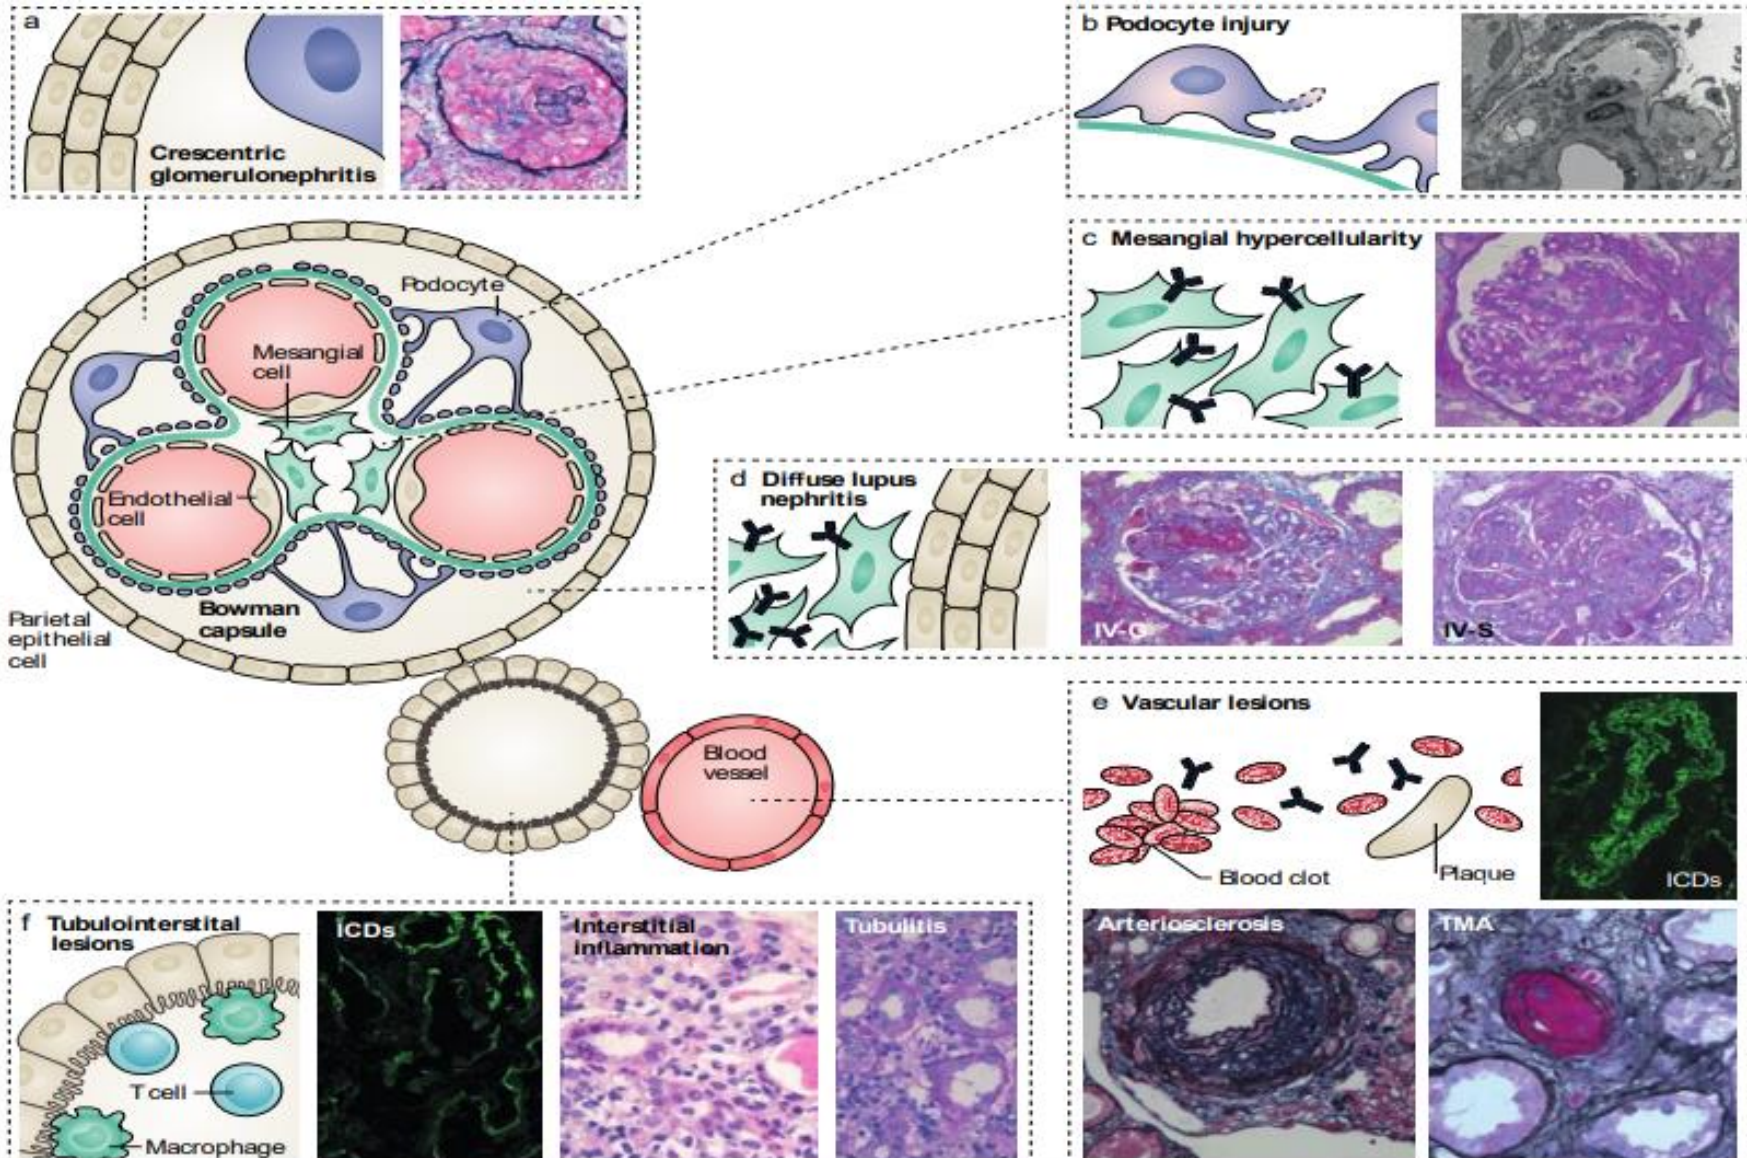 a
Crescentric
glomerulonephritis
b Podocyte injury
c Mesangial hypercellularity
Podocyte
Mesangial
cell
Endothelial
cell
Bowman
capsule
Parietal
epithelial
cell
d Diffuse lupus
nephritis
IV-G
IV-S
Blood
vessel
e Vascular lesions
Blood clot
Plaque
ICDs
Arteriosclerosis
TMA
f Tubulointerstital
lesions
T cell
Macrophage
ICDs
Interstitial
inflammation
Tubulitis